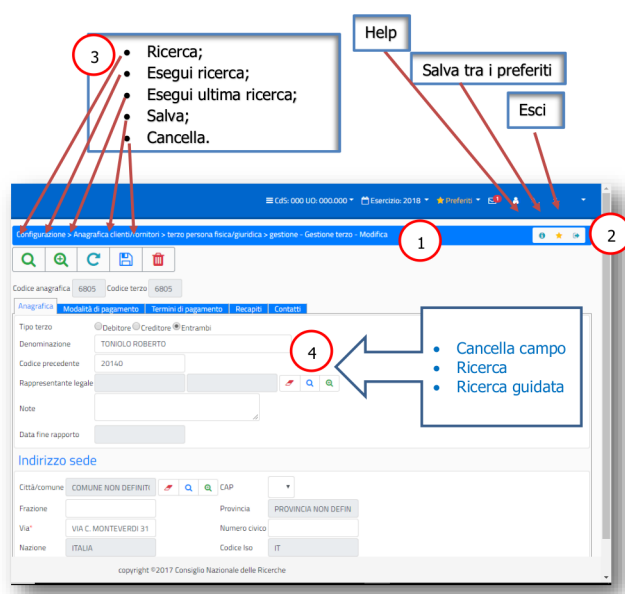 Help
3
Ricerca;
Esegui ricerca;
Esegui ultima ricerca;
Salva;
Cancella.
Salva tra i preferiti
Esci
CdS: 000 UO: 000.000 Esercizio: 2018 Preferiti 1
Configurazione > Anagrafica clienti/fornitori > terzo persona fisica/giuridica > gestione - Gestione terzo - Modifica
1
2
Codice anagrafica 6805 Codice terzo 6805
Anagrafica Modalità di pagamento Termini di pagamento Recapiti Contatti
Tipo terzo Debitore Creditore Entrambi
Denominazione TONIOLO ROBERTO
4
Cancella campo
Ricerca
Ricerca guidata
Codice precedente 20140
Rappresentante legale
Note
Data fine rapporto
Indirizzo sede
Città/comune COMUNE NON DEFINITI CAP
Frazione Provincia PROVINCIA NON DEFIN
Via* VIA C. MONTEVERDI 31 Numero civico
Nazione ITALIA Codice Iso IT
copyright ©2017 Consiglio Nazionale delle Ricerche